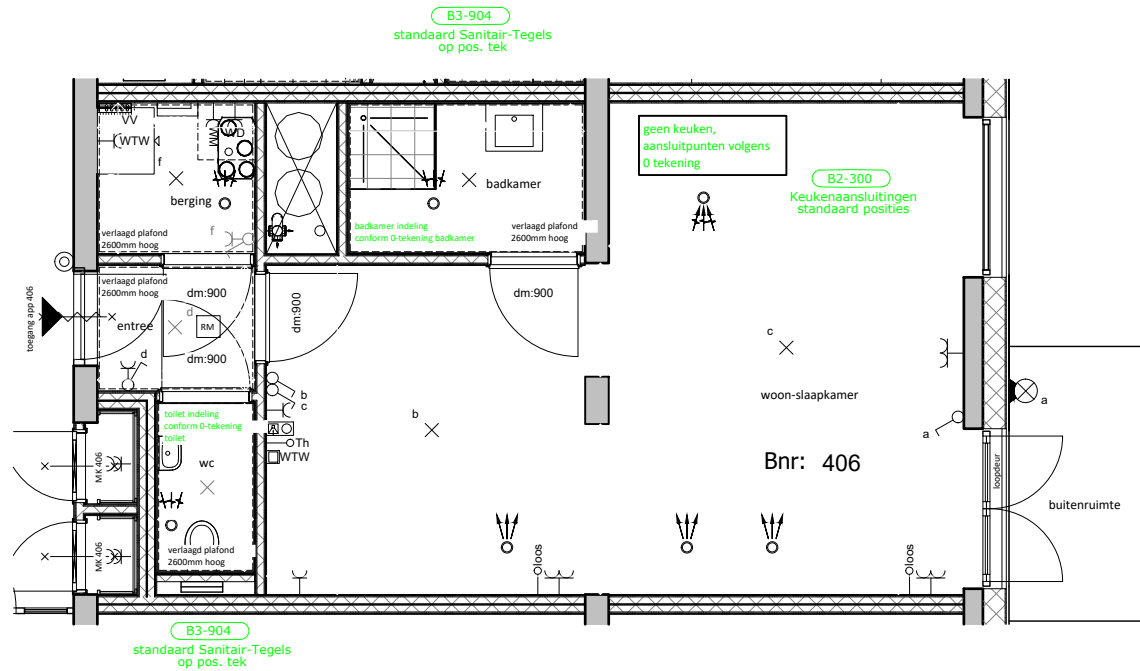 B3-904
standaard Sanitair-Tegels
op pos. tek
VV
WTW
f
WM
WD
berging
verlaagd plafond
2600mm hoog
f
badkamer
badkamer indeling
conform 0-tekening badkamer
verlaagd plafond
2600mm hoog
geen keuken,
aansluitpunten volgens
0 tekening
B2-300
Keukenaansluitingen
standaard posities
toegang app 406
verlaagd plafond
2600mm hoog
dm:900
d
entree
RM
dm:900
d
dm:900
dm:900
b
c
Th
WTW
toilet indeling
conform 0-tekening
toilet
wc
verlaagd plafond
2600mm hoog
MK 406
MK 406
b
c
woon-slaapkamer
Bnr: 406
a
a
loopdeur
buitenruimte
loos
loos
B3-904
standaard Sanitair-Tegels
op pos. tek